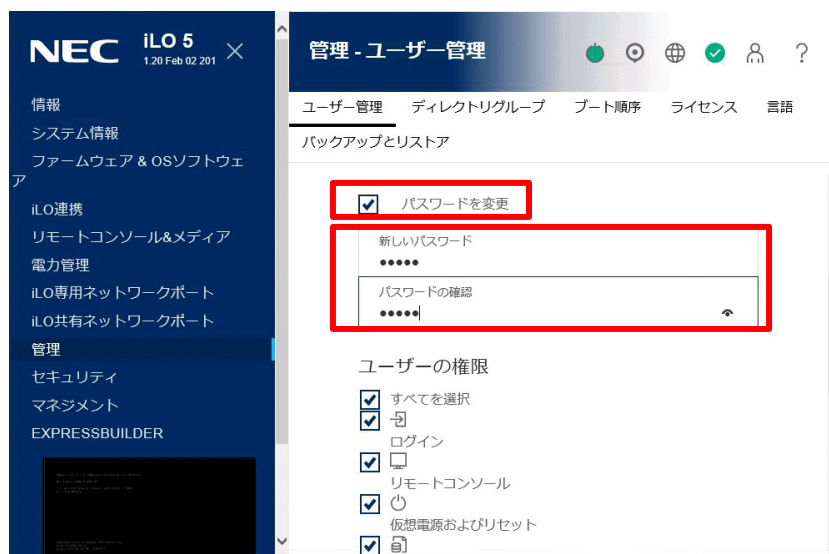 NEC
iLO 5
1.20 Feb 02 201
情報
システム情報
ファームウェア & OSソフトウェ
ア
iLO連携
リモートコンソール&メディア
電力管理
iLO専用ネットワークポート
iLO共有ネットワークポート
管理
セキュリティ
マネジメント
EXPRESSBUILDER
管理 - ユーザー管理
ユーザー管理 ディレクトリグループ ブート順序 ライセンス 言語
バックアップとリストア
パスワードを変更
新しいパスワード
•••••
パスワードの確認
•••••
ユーザーの権限
すべてを選択
ログイン
リモートコンソール
仮想電源およびリセット